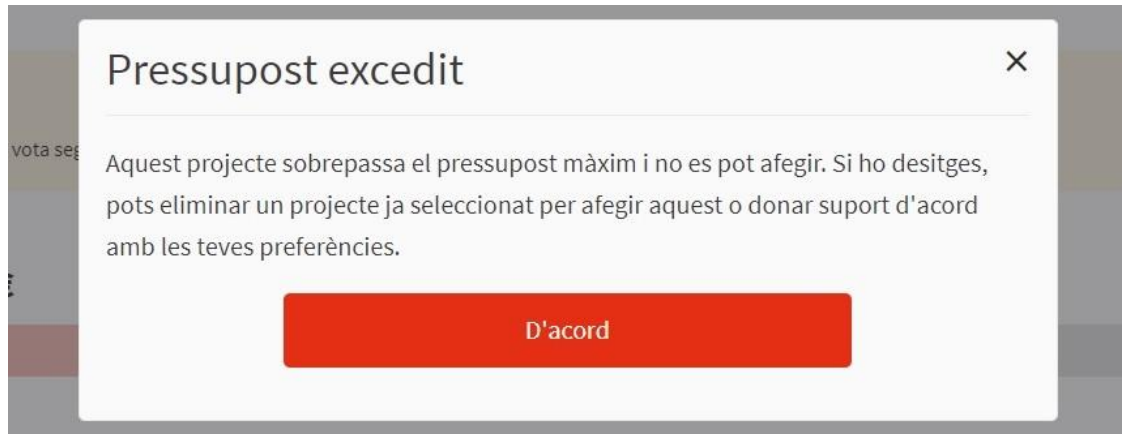 Pressupost excedit
vota seg
Aquest projecte sobrepassa el pressupost màxim i no es pot afegir. Si ho desitges,
pots eliminar un projecte ja seleccionat per afegir aquest o donar suport d'acord
amb les teves preferències.
€
D'acord